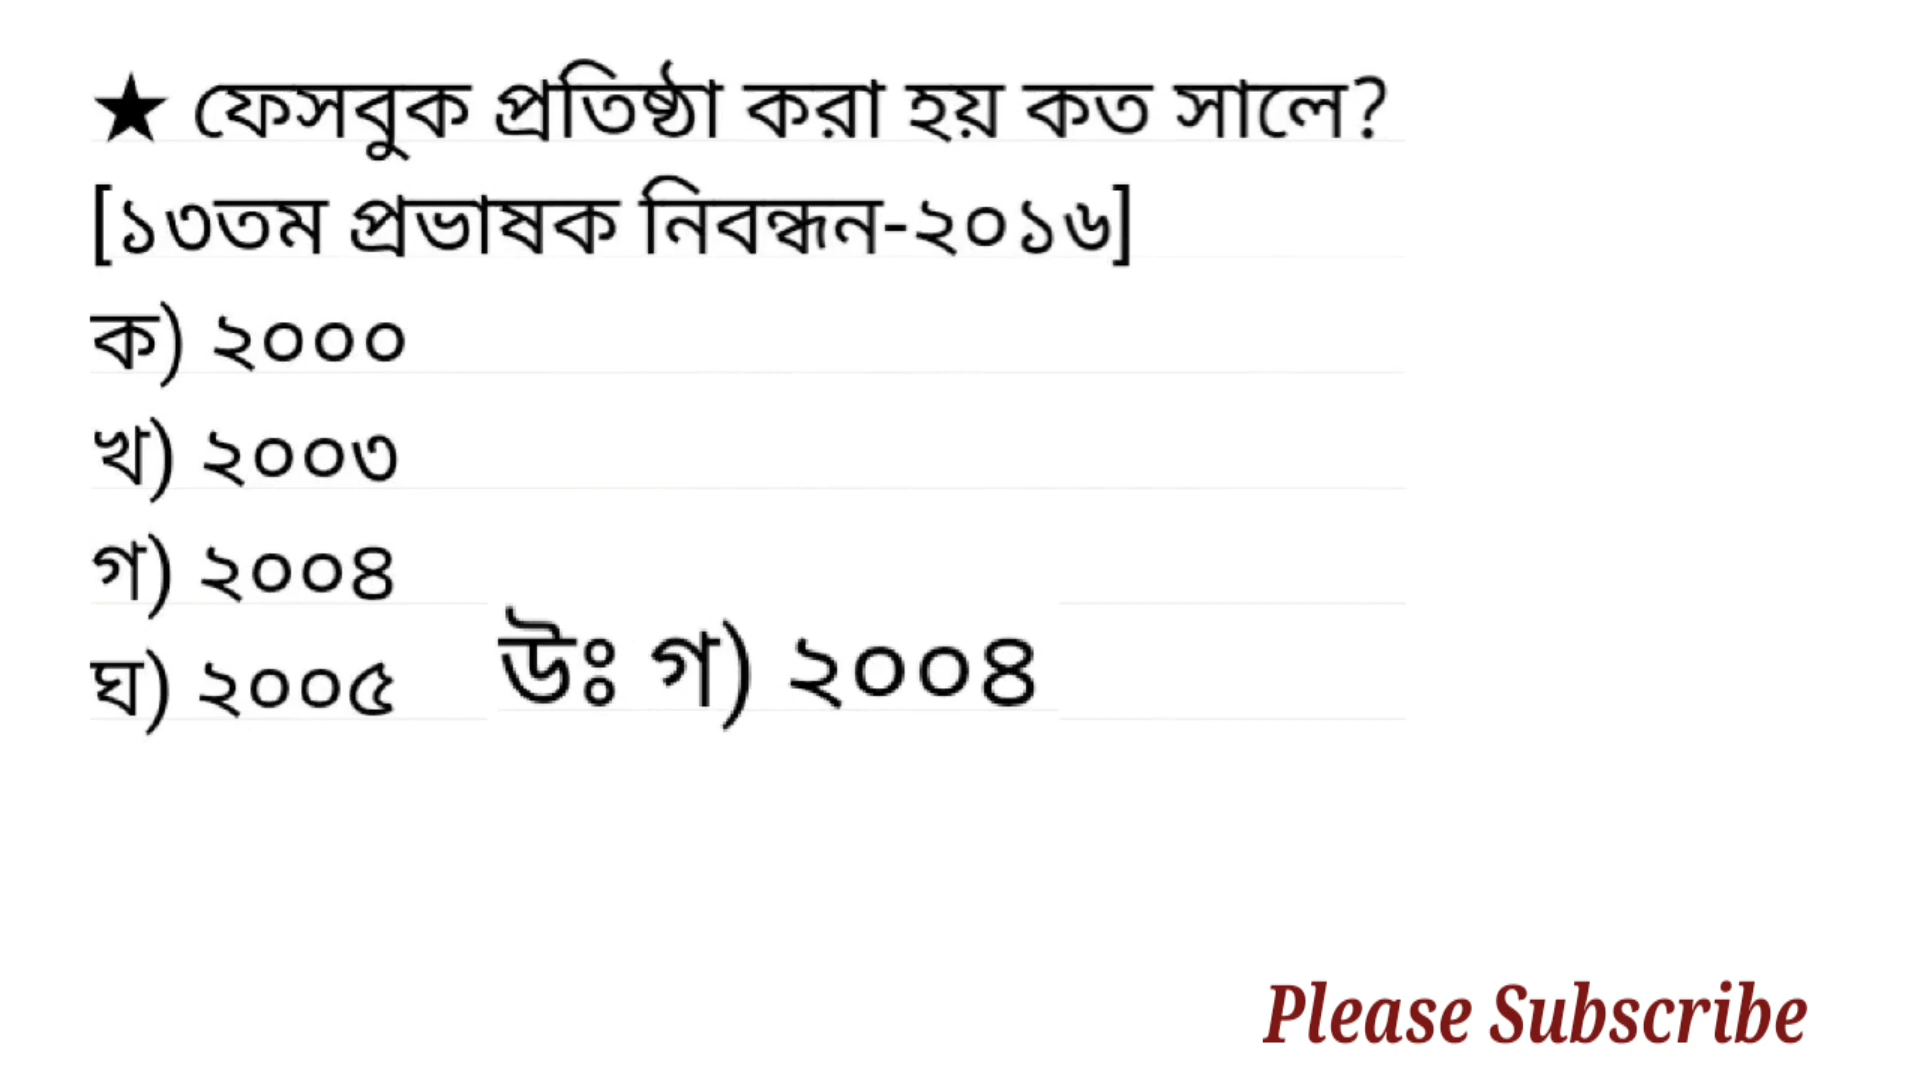 ★ ফেসবুক প্রতিষ্ঠা করা হয় কত সালে?
[১৩তম প্রভাষক নিবন্ধন-২০১৬]
ক) ২০০০
খ) ২০০৩
গ) ২০০৪
ঘ) ২০০৫
উঃ গ) ২০০৪
Please Subscribe